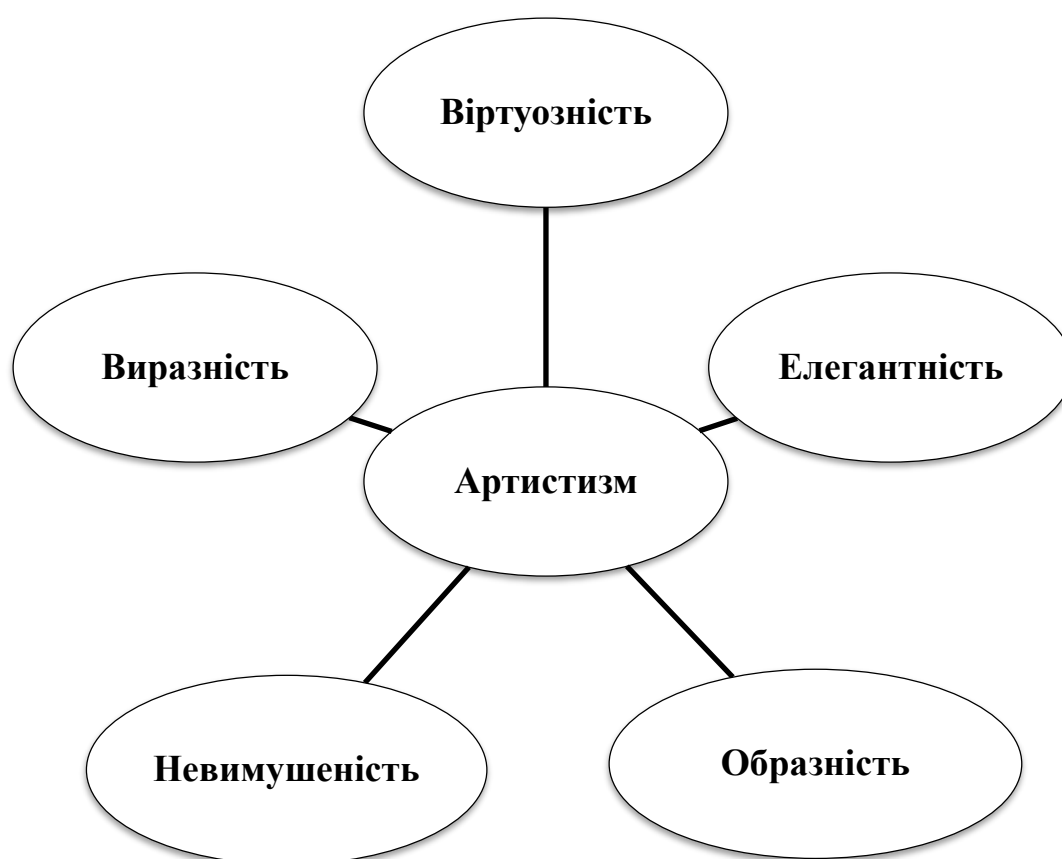 Віртуозність
Виразність
Елегантність
Артистизм
Невимушеність
Образність